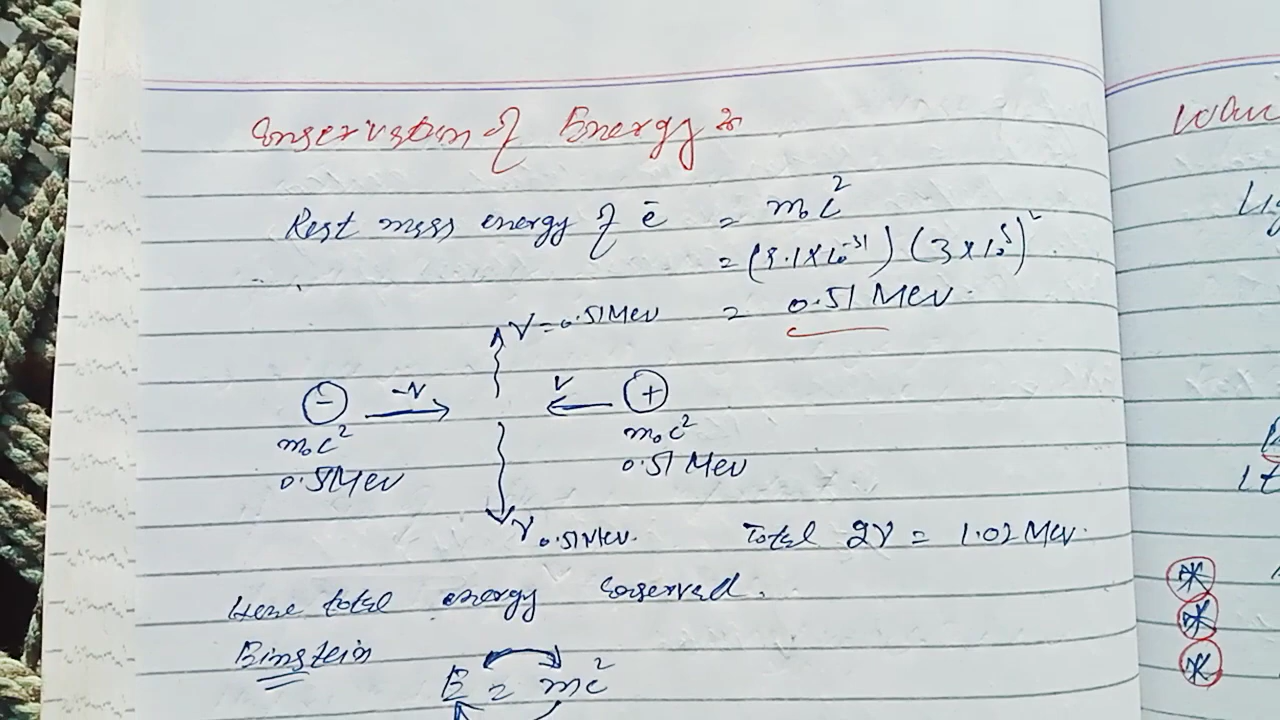 Conservation of Energy :
Rest mass energy of ē = m₀c²
= (9.1×10⁻³¹) (3×10⁸)²
= 0.51 Mev.
γ = 0.51 Mev
-v
v
m₀c²
m₀c²
0.51 Mev
0.51 Mev
γ 0.51 Mev.
Total 2γ = 1.02 Mev.
Here total energy conserved.
Einstein
E = mc²